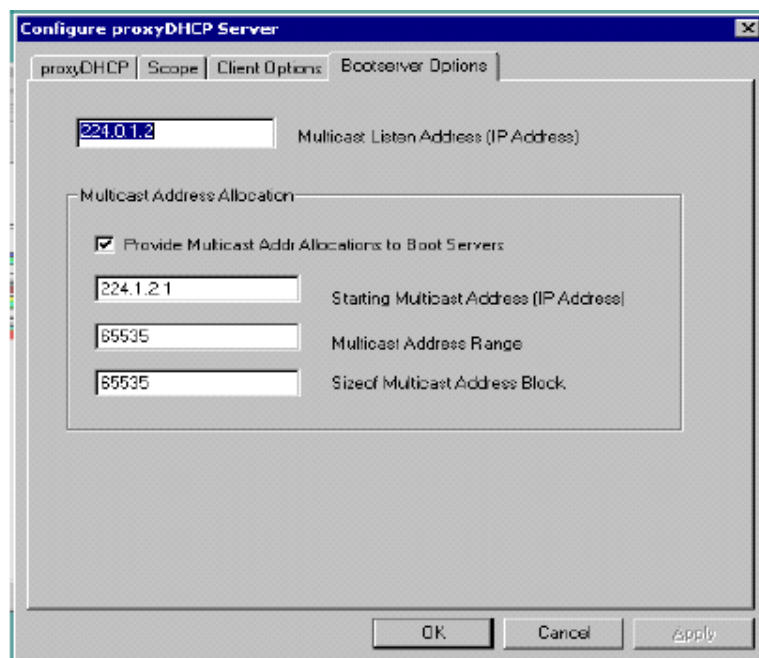 Configure proxyDHCP Server
proxyDHCP Scope Client Options Bootserver Options
224.0.1.2 Multicast Listen Address (IP Address)
Multicast Address Allocation
Provide Multicast Addr Allocations to Boot Servers
224.1.2.1 Starting Multicast Address (IP Address)
65535 Multicast Address Range
65535 Sizeof Multicast Address Block
OK Cancel Apply